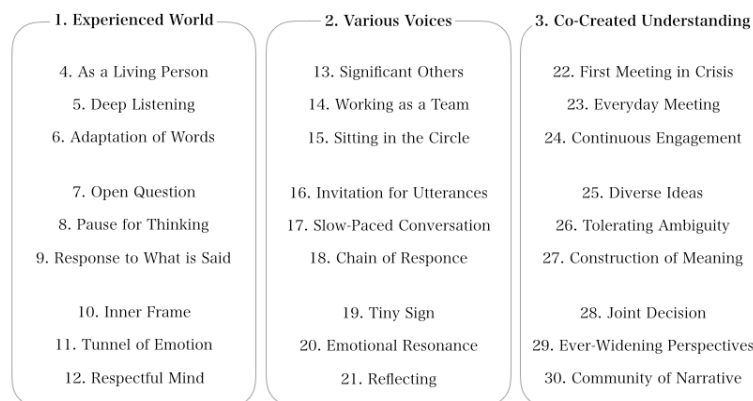 1. Experienced World
4. As a Living Person
5. Deep Listening
6. Adaptation of Words
7. Open Question
8. Pause for Thinking
9. Response to What is Said
10. Inner Frame
11. Tunnel of Emotion
12. Respectful Mind
2. Various Voices
13. Significant Others
14. Working as a Team
15. Sitting in the Circle
16. Invitation for Utterances
17. Slow-Paced Conversation
18. Chain of Responce
19. Tiny Sign
20. Emotional Resonance
21. Reflecting
3. Co-Created Understanding
22. First Meeting in Crisis
23. Everyday Meeting
24. Continuous Engagement
25. Diverse Ideas
26. Tolerating Ambiguity
27. Construction of Meaning
28. Joint Decision
29. Ever-Widening Perspectives
30. Community of Narrative